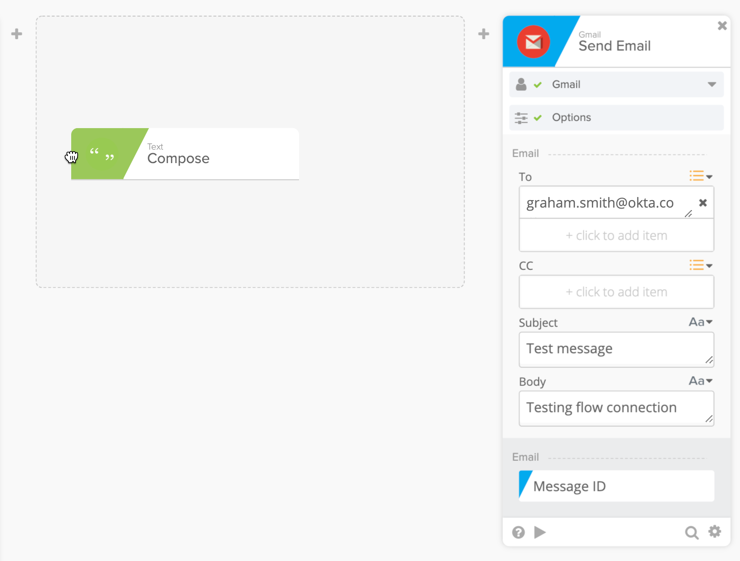 Text
Compose
Gmail
Send Email
Gmail
Options
Email
To
graham.smith@okta.co
+ click to add item
CC
+ click to add item
Subject
Aa
Test message
Body
Aa
Testing flow connection
Email
Message ID